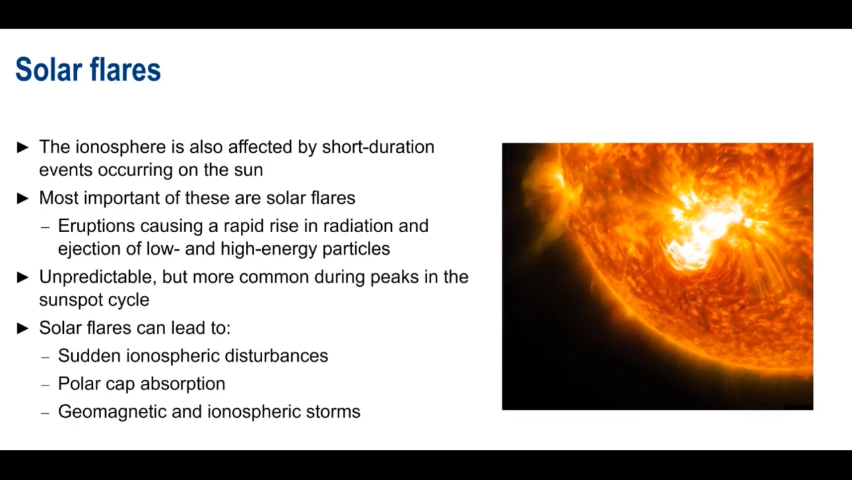 Solar flares
► The ionosphere is also affected by short-duration
events occurring on the sun
► Most important of these are solar flares
– Eruptions causing a rapid rise in radiation and
ejection of low- and high-energy particles
► Unpredictable, but more common during peaks in the
sunspot cycle
► Solar flares can lead to:
– Sudden ionospheric disturbances
– Polar cap absorption
– Geomagnetic and ionospheric storms